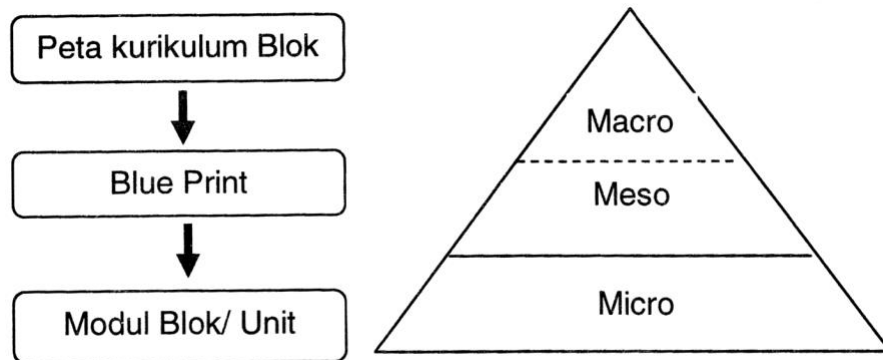 Peta kurikulum Blok
Blue Print
Modul Blok/ Unit
Macro
Meso
Micro